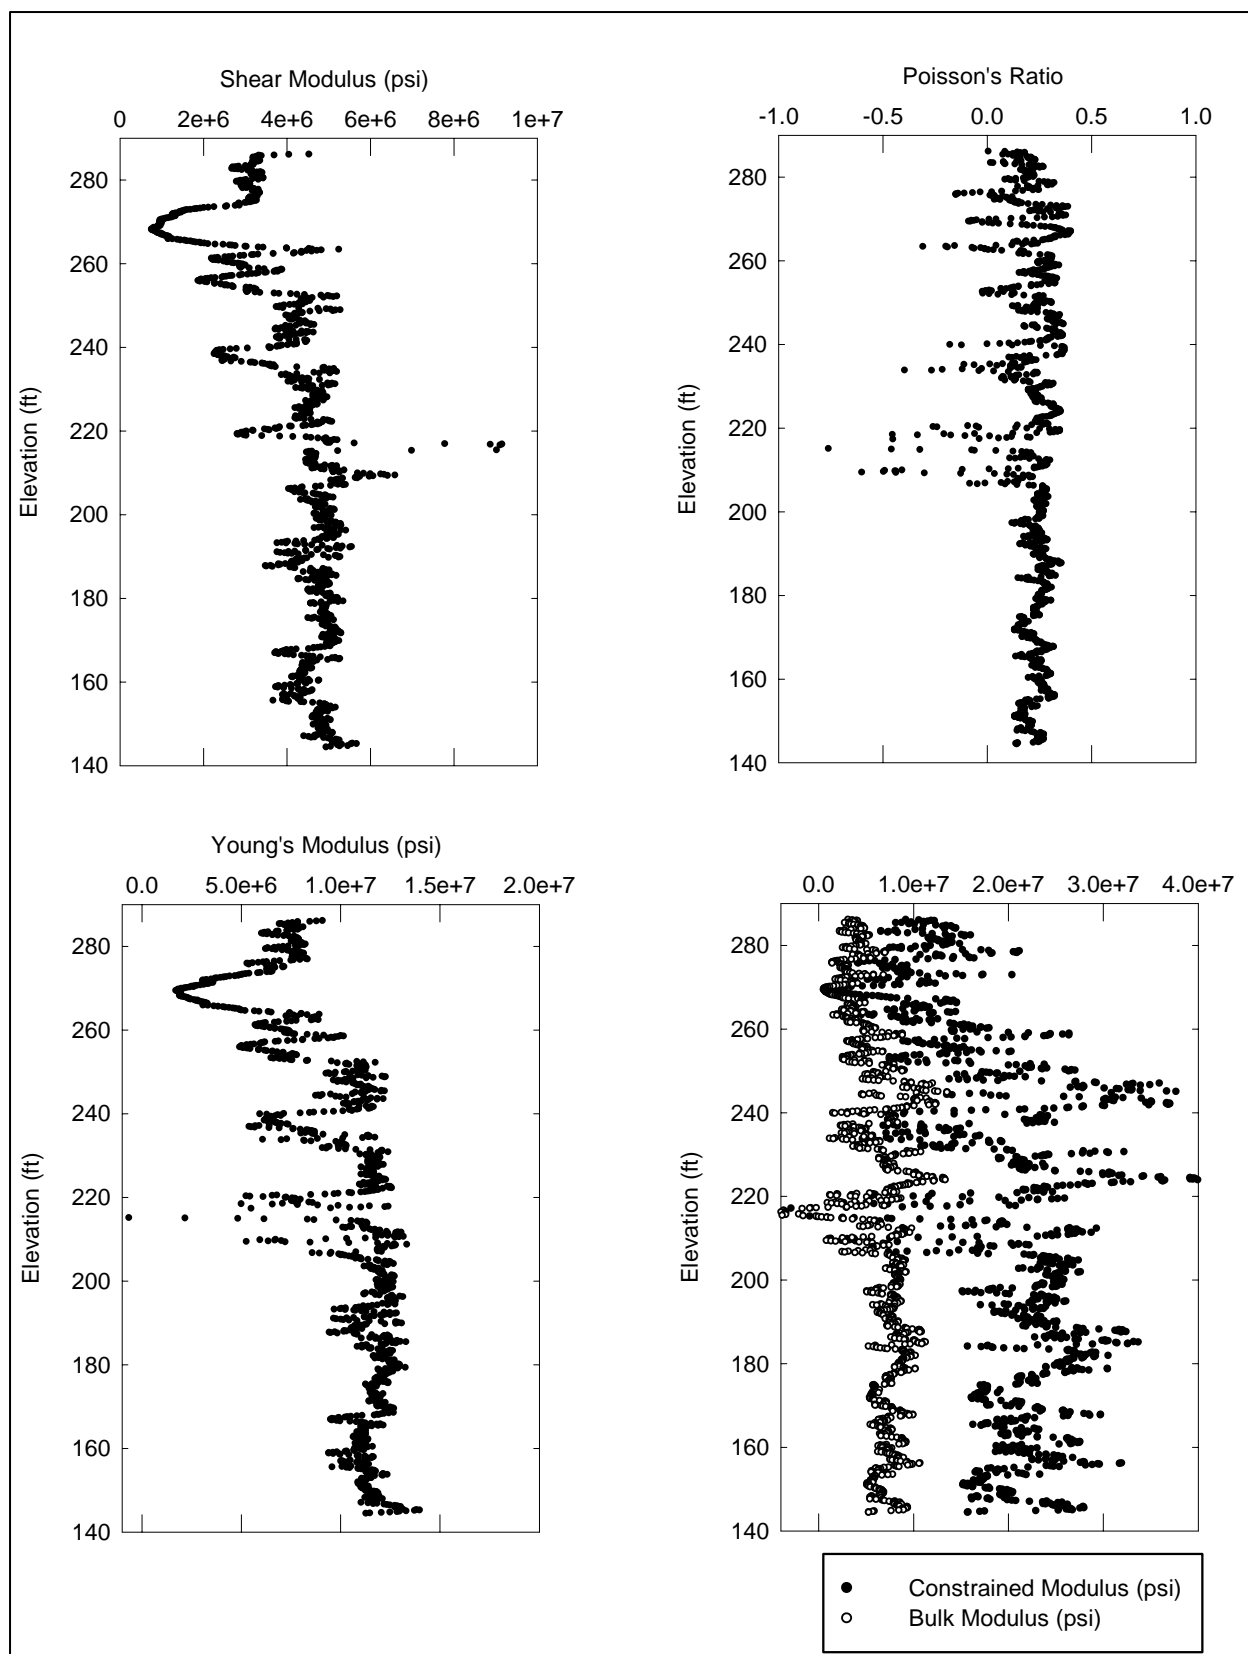 Shear Modulus (psi)
0 2e+6 4e+6 6e+6 8e+6 1e+7
Elevation (ft)
280
260
240
220
200
180
160
140
Poisson's Ratio
-1.0 -0.5 0.0 0.5 1.0
Elevation (ft)
280
260
240
220
200
180
160
140
Young's Modulus (psi)
0.0 5.0e+6 1.0e+7 1.5e+7 2.0e+7
Elevation (ft)
280
260
240
220
200
180
160
140
0.0 1.0e+7 2.0e+7 3.0e+7 4.0e+7
Elevation (ft)
280
260
240
220
200
180
160
140
Constrained Modulus (psi)
Bulk Modulus (psi)